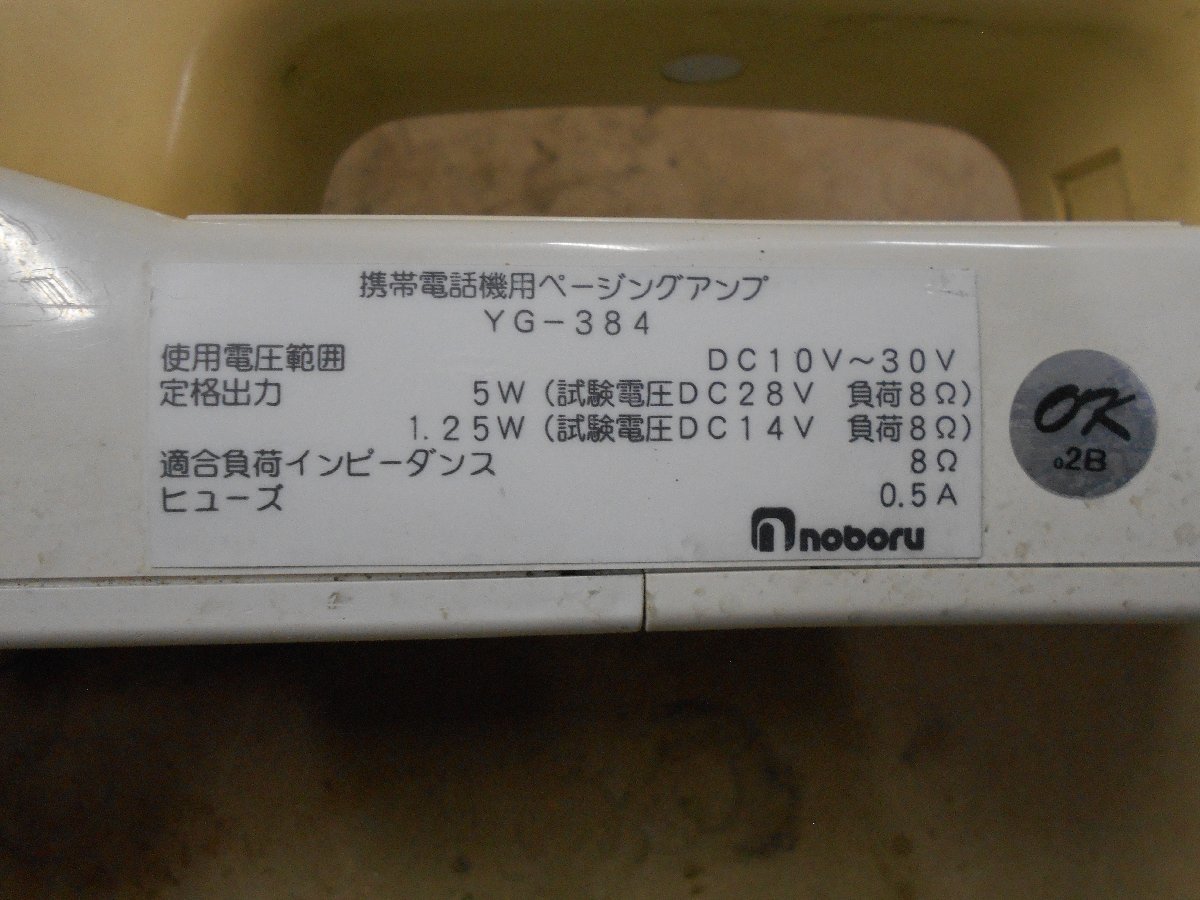 携帯電話機用ページングアンプ
YG-384
使用電圧範囲 DC10V～30V
定格出力 5W (試験電圧DC28V 負荷8Ω)
1.25W (試験電圧DC14V 負荷8Ω)
適合負荷インピーダンス 8Ω
ヒューズ 0.5A
noboru
OK
02B